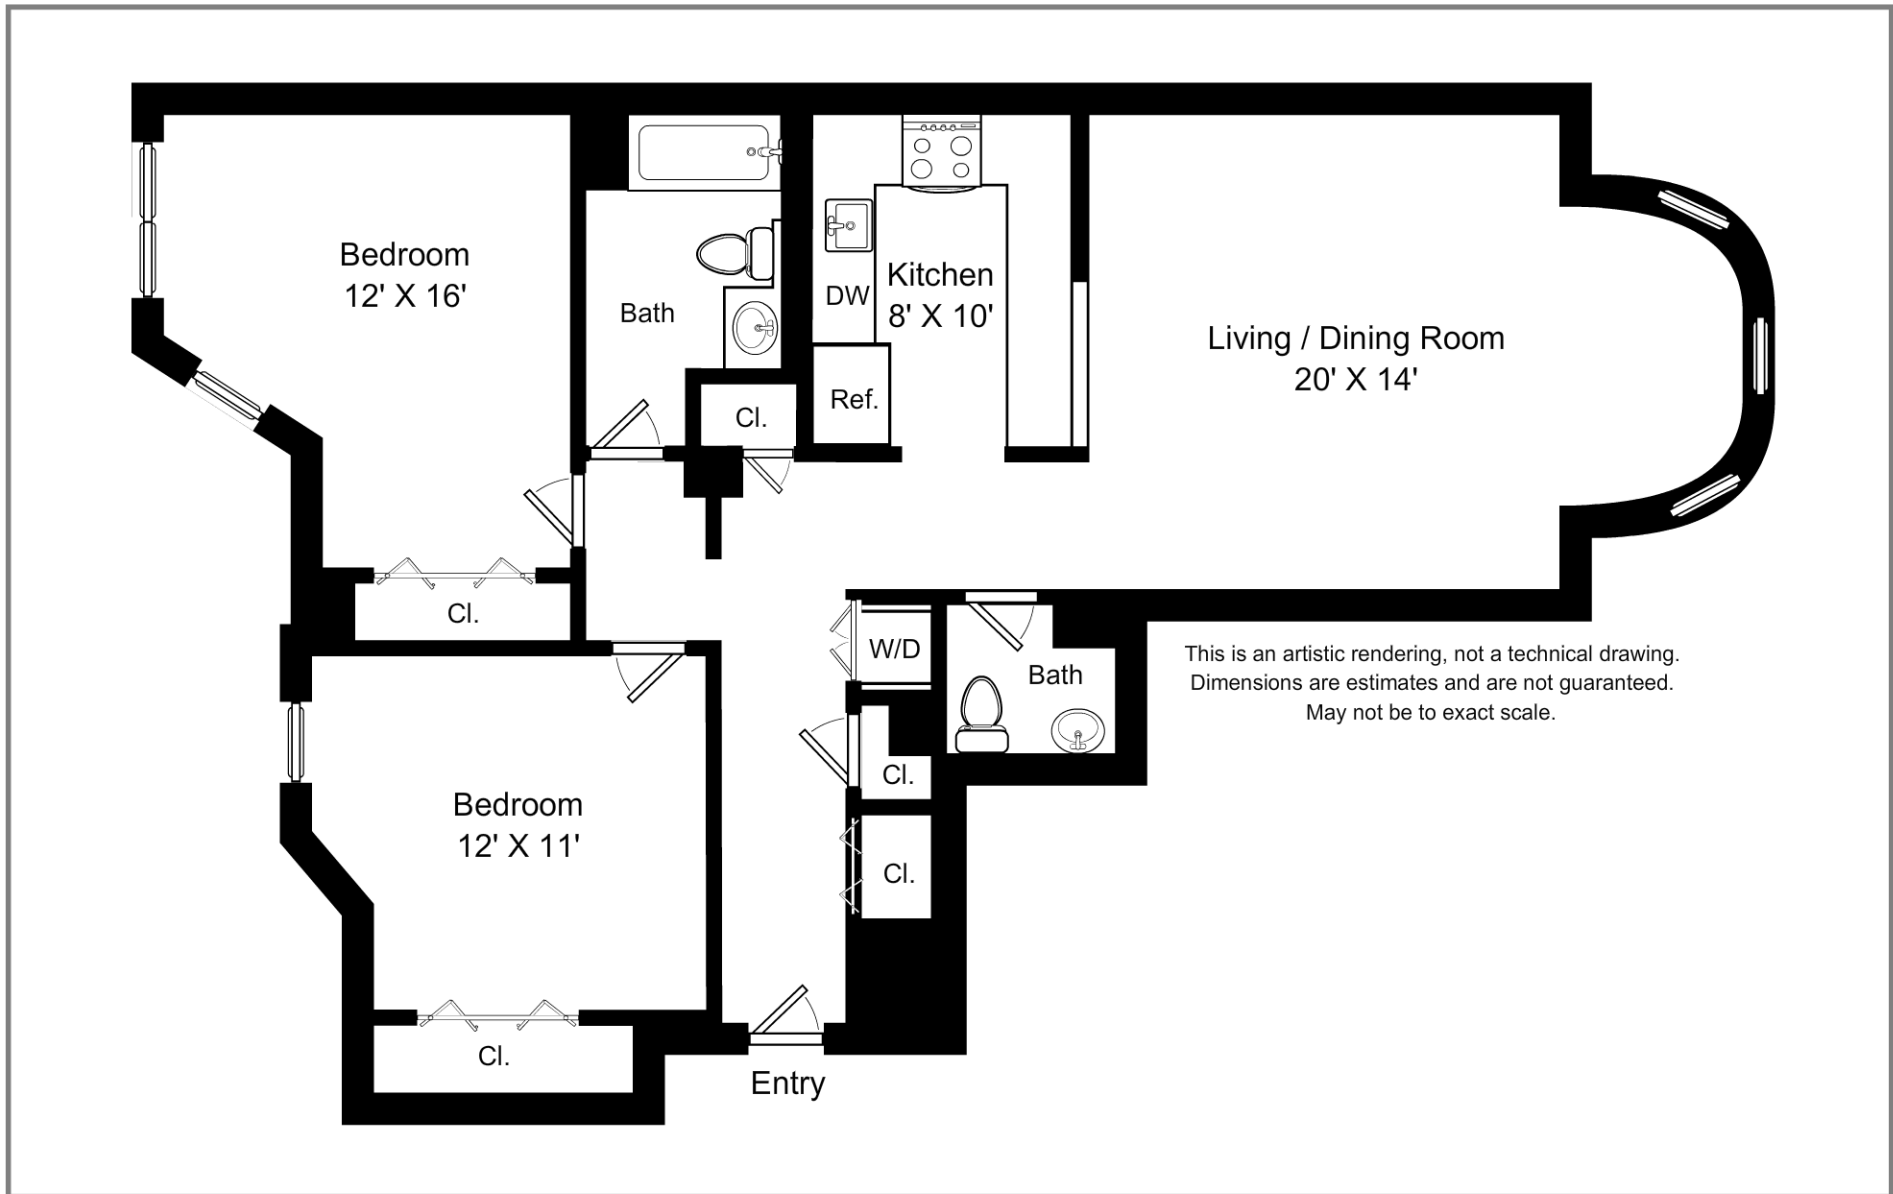 Bedroom
12' X 16'
Bath
Cl.
DW
Kitchen
8' X 10'
Ref.
Living / Dining Room
20' X 14'
Cl.
W/D
Bath
Cl.
Cl.
Bedroom
12' X 11'
Cl.
Entry
This is an artistic rendering, not a technical drawing.
Dimensions are estimates and are not guaranteed.
May not be to exact scale.